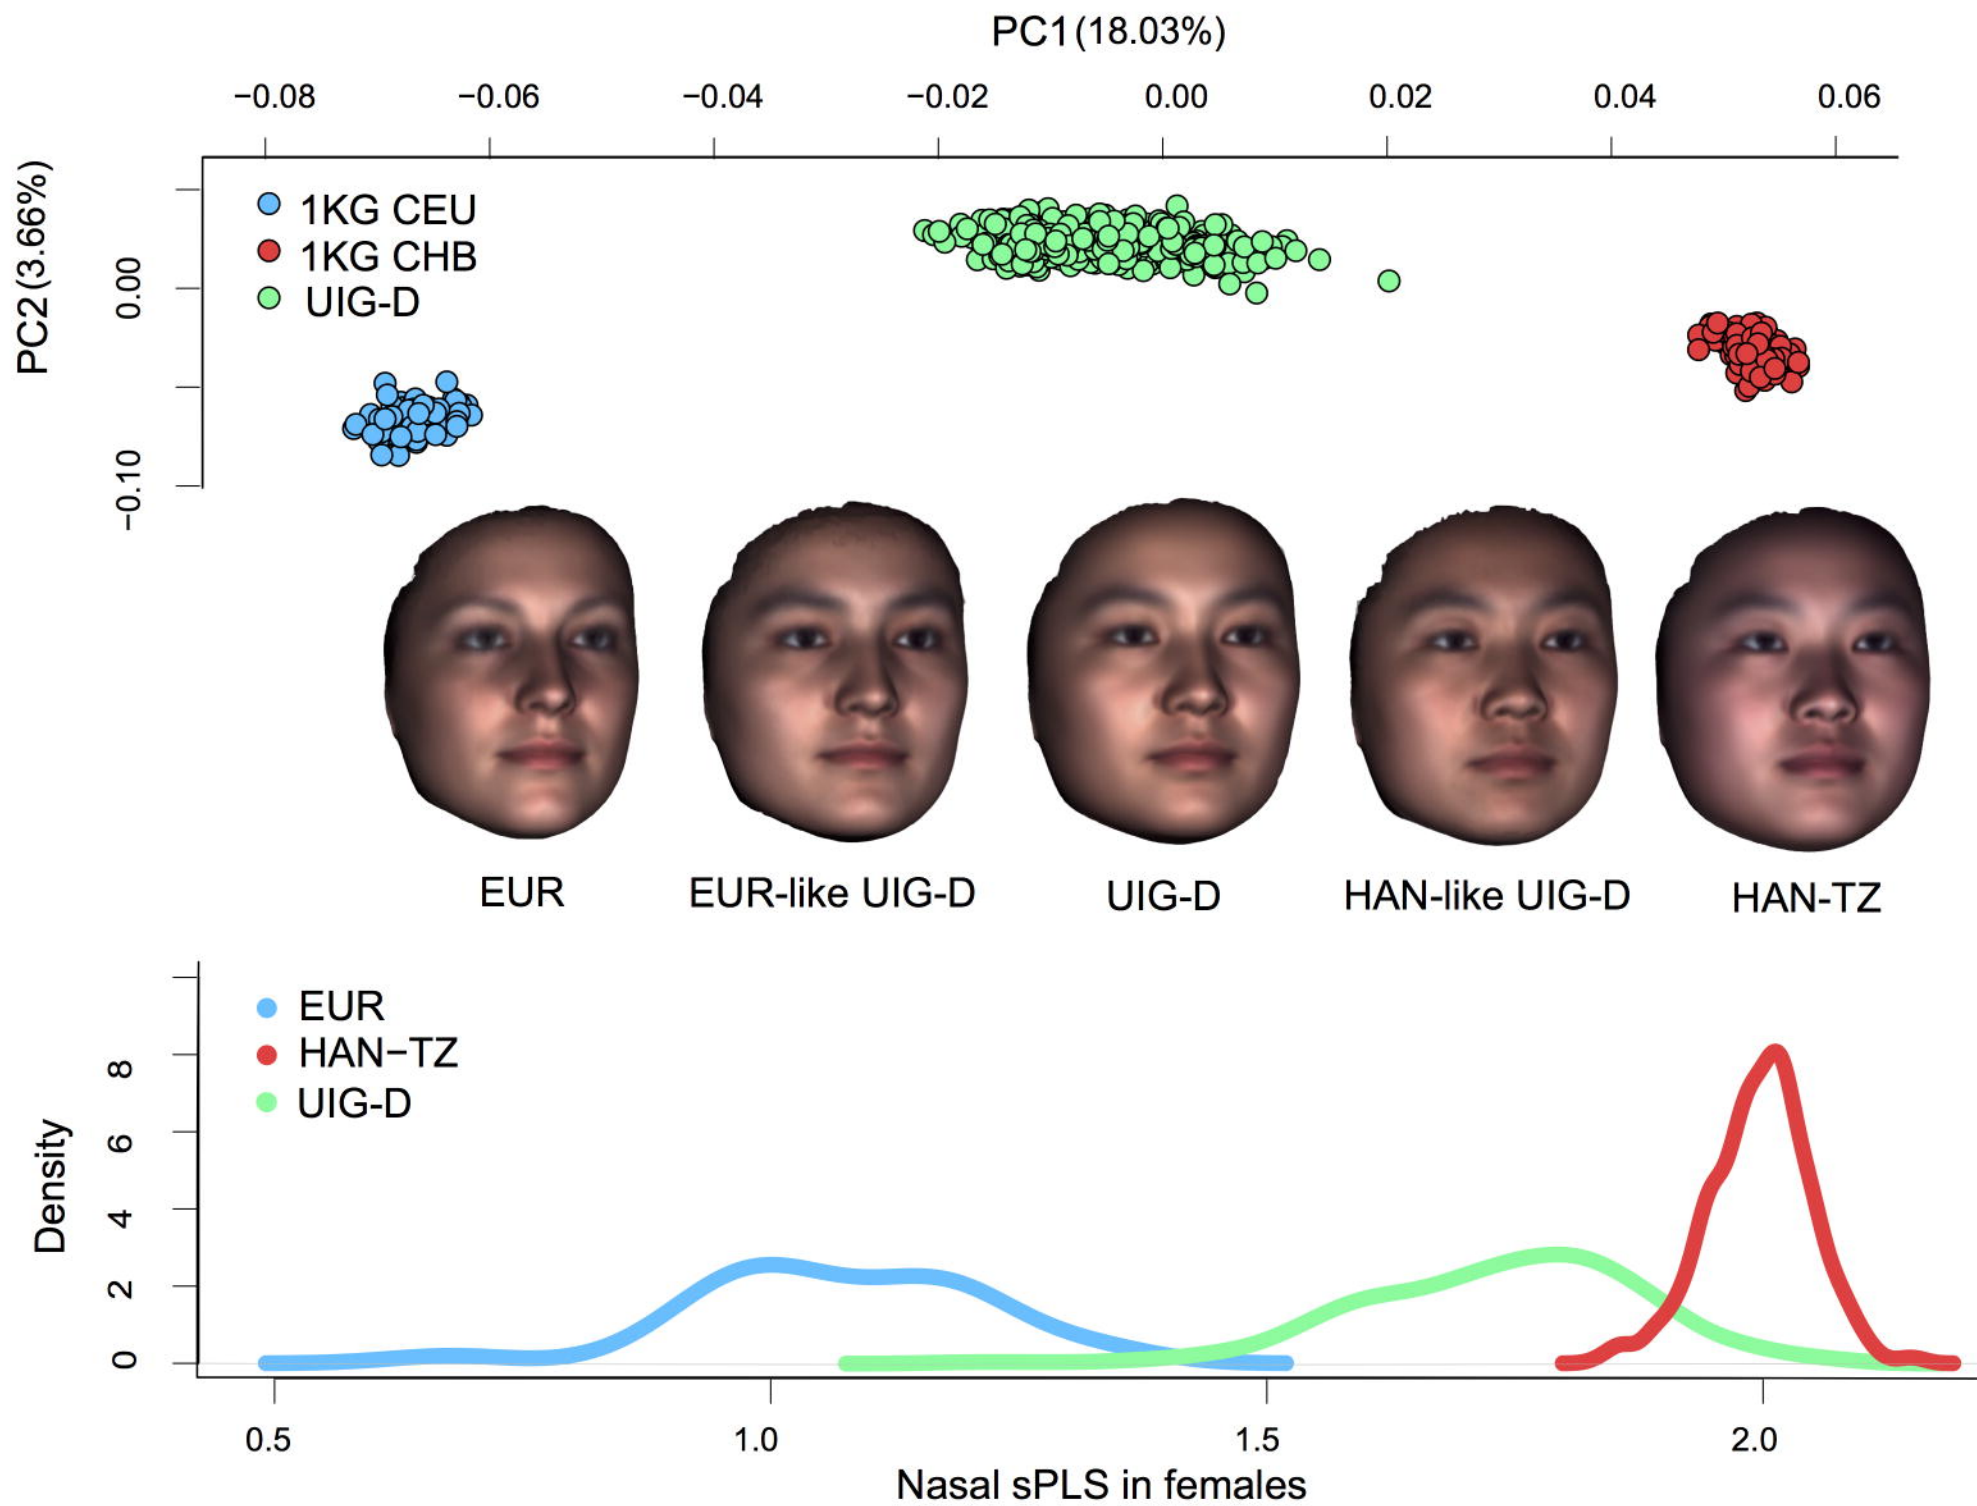 PC1(18.03%)
−0.08 −0.06 −0.04 −0.02 0.00 0.02 0.04 0.06
PC2(3.66%)
0.00
−0.10
1KG CEU
1KG CHB
UIG-D
EUR EUR-like UIG-D UIG-D HAN-like UIG-D HAN-TZ
EUR
HAN−TZ
UIG-D
Density
8
6
4
2
0
0.5 1.0 1.5 2.0
Nasal sPLS in females